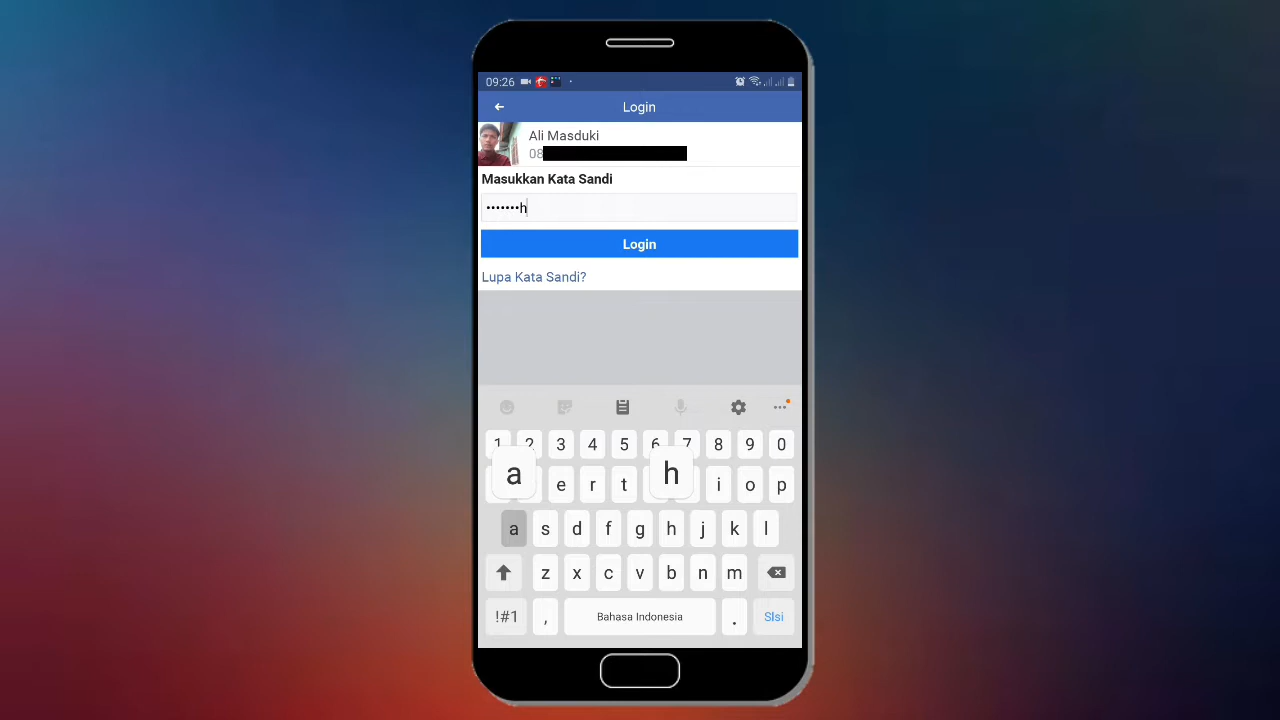 09:26
Login
Ali Masduki
08
Masukkan Kata Sandi
•••••••h
Login
Lupa Kata Sandi?
1 2 3 4 5 6 7 8 9 0
a h
e r t i o p
a s d f g h j k l
z x c v b n m
!#1 , Bahasa Indonesia . Slsi